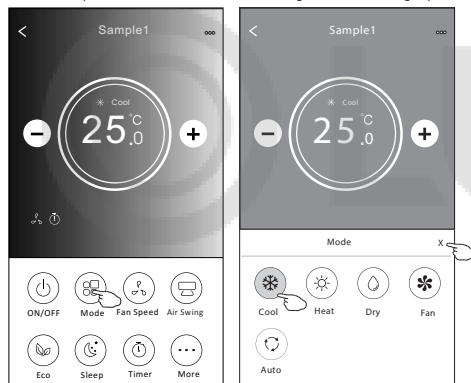 Sample1
Cool
25.0°C
ON/OFF Mode Fan Speed Air Swing
Eco Sleep Timer More
Sample1
Cool
25.0°C
Mode X
Cool Heat Dry Fan
Auto